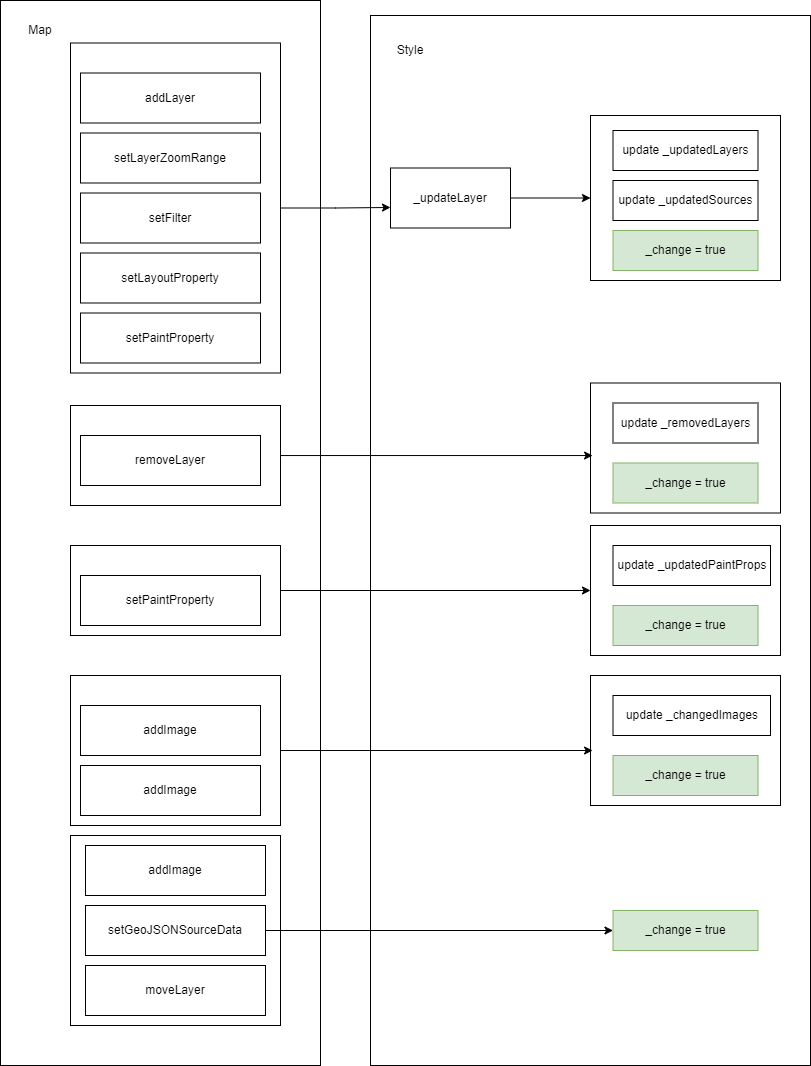 Map
addLayer
setLayerZoomRange
setFilter
setLayoutProperty
setPaintProperty
removeLayer
setPaintProperty
addImage
addImage
addImage
setGeoJSONSourceData
moveLayer
Style
_updateLayer
update _updatedLayers
update _updatedSources
_change = true
update _removedLayers
_change = true
update _updatedPaintProps
_change = true
update _changedImages
_change = true
_change = true